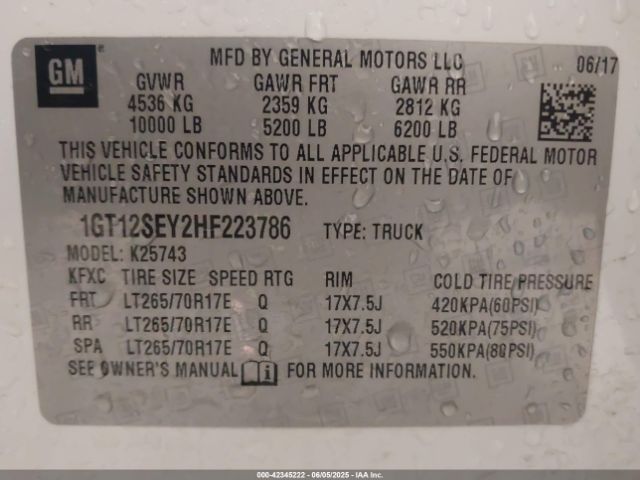 GM
MFD BY GENERAL MOTORS LLC 06/17
GVWR GAWR FRT GAWR RR
4536 KG 2359 KG 2812 KG
10000 LB 5200 LB 6200 LB
THIS VEHICLE CONFORMS TO ALL APPLICABLE U.S. FEDERAL MOTOR
VEHICLE SAFETY STANDARDS IN EFFECT ON THE DATE OF
MANUFACTURE SHOWN ABOVE.
1GT12SEY2HF223786 TYPE: TRUCK
MODEL: K25743
KFXC TIRE SIZE SPEED RTG RIM COLD TIRE PRESSURE
FRT LT265/70R17E Q 17X7.5J 420KPA(60PSI)
RR LT265/70R17E Q 17X7.5J 520KPA(75PSI)
SPA LT265/70R17E Q 17X7.5J 550KPA(80PSI)
SEE OWNER'S MANUAL FOR MORE INFORMATION.
000-42345222 - 06/05/2025 - IAAI.COM